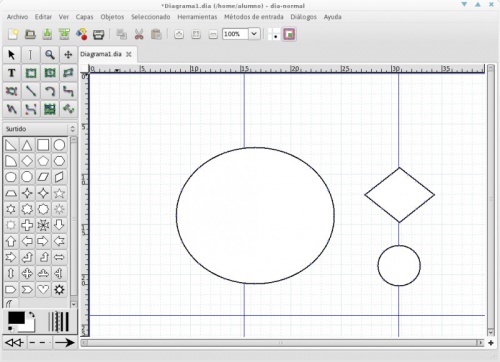 *Diagrama1.dia (/home/alumno) - dia-normal
Archivo Editar Ver Capas Objetos Seleccionado Herramientas Métodos de entrada Diálogos Ayuda
100%
Diagrama1.dia
T
Surtido
0 5 10 15 20 25 30 35